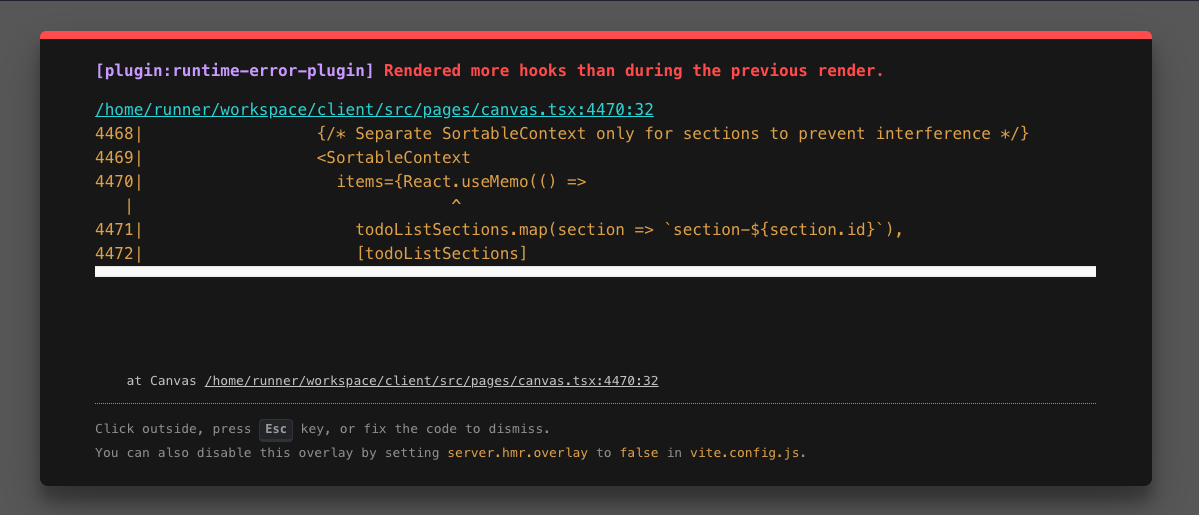 [plugin:runtime-error-plugin] Rendered more hooks than during the previous render.
/home/runner/workspace/client/src/pages/canvas.tsx:4470:32
4468|                  {/* Separate SortableContext only for sections to prevent interference */}
4469|                  <SortableContext
4470|                    items={React.useMemo(() =>
   |                                ^
4471|                      todoListSections.map(section => `section-${section.id}`),
4472|                      [todoListSections]
at Canvas /home/runner/workspace/client/src/pages/canvas.tsx:4470:32
Click outside, press Esc key, or fix the code to dismiss.
You can also disable this overlay by setting server.hmr.overlay to false in vite.config.js.